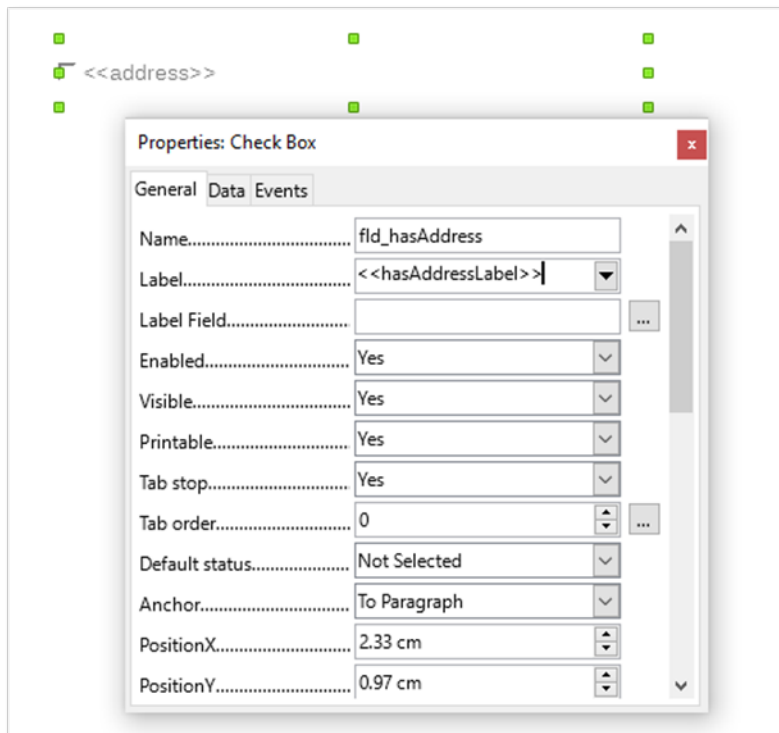 <<address>>
Properties: Check Box
x
General Data Events
Name.................................. fld_hasAddress
Label................................... <<hasAddressLabel>>
Label Field........................... ...
Enabled............................... Yes
Visible................................. Yes
Printable............................. Yes
Tab stop.............................. Yes
Tab order............................ 0 ...
Default status..................... Not Selected
Anchor................................ To Paragraph
PositionX............................. 2.33 cm
PositionY............................. 0.97 cm